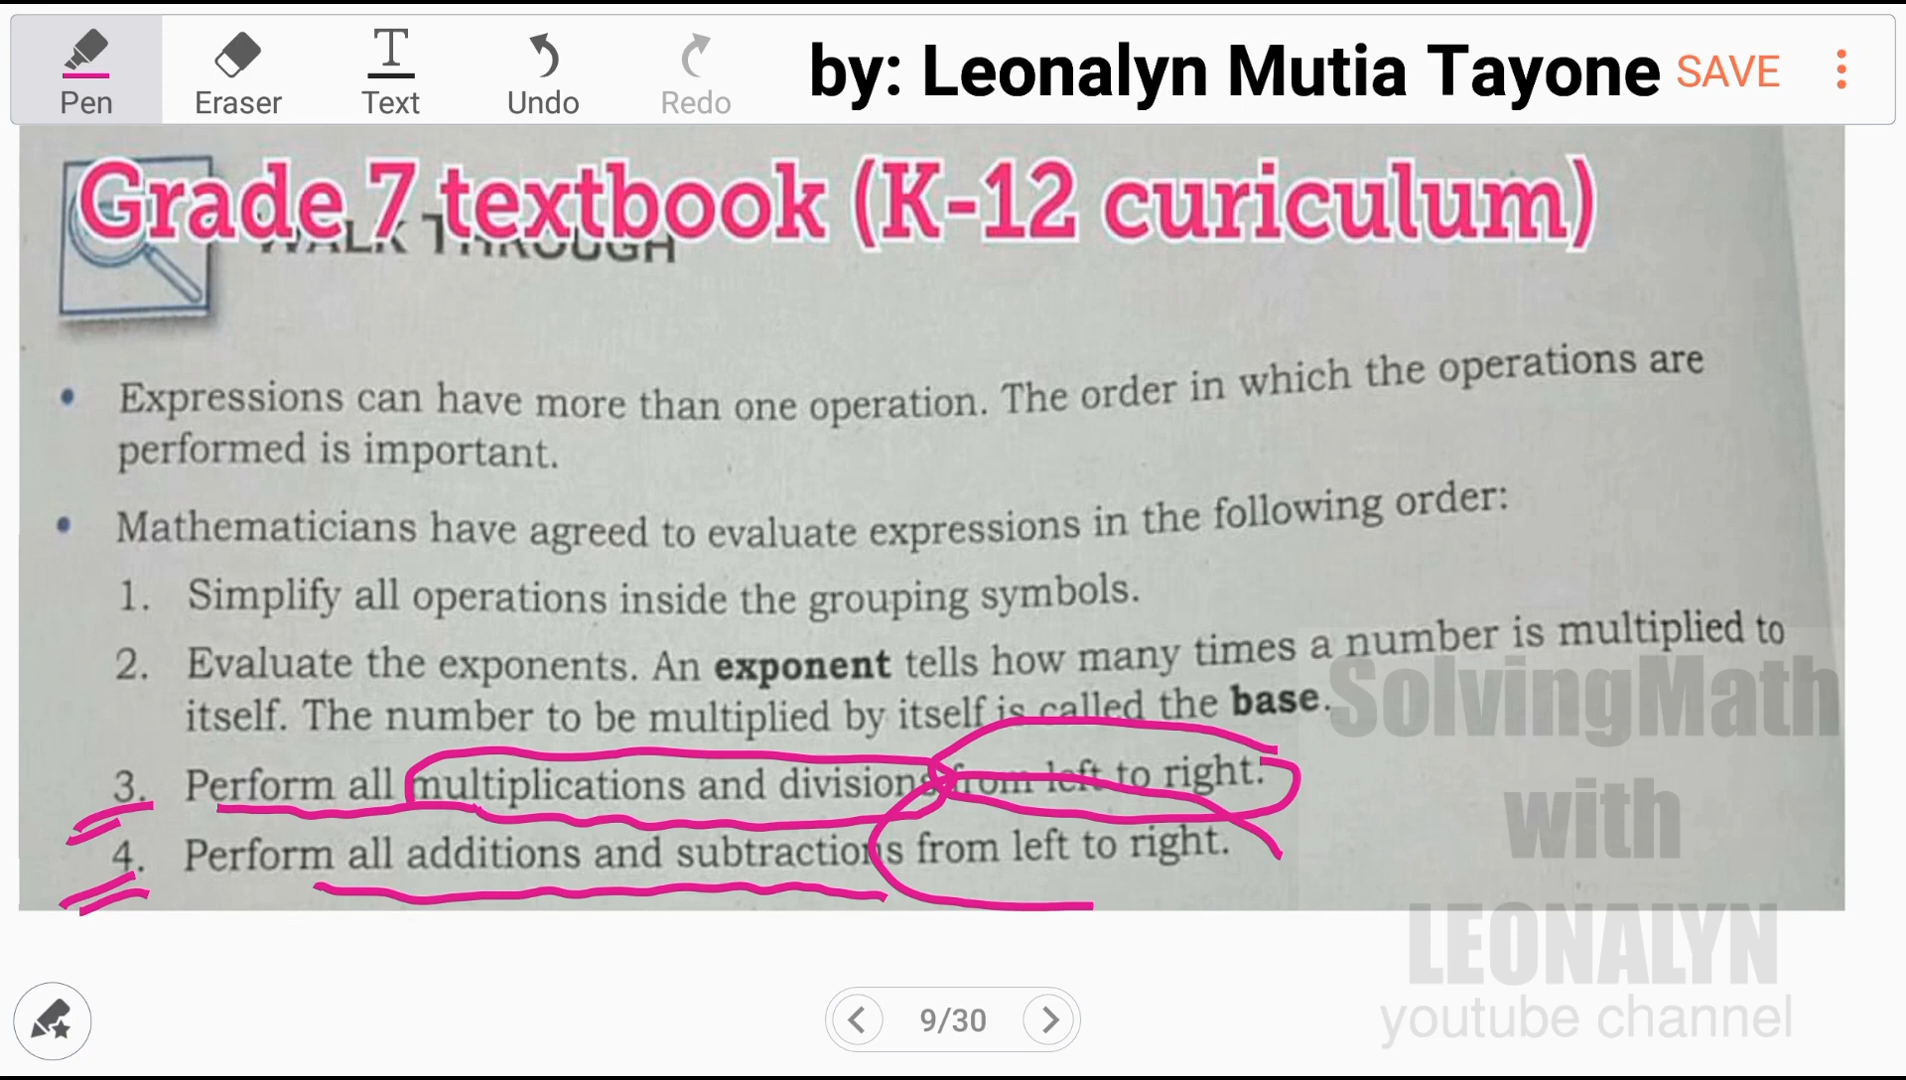 Pen
Eraser
Text
Undo
Redo
by: Leonalyn Mutia Tayone
SAVE
Grade 7 textbook (K-12 curiculum)
WALK THROUGH
• Expressions can have more than one operation. The order in which the operations are
performed is important.
• Mathematicians have agreed to evaluate expressions in the following order:
1. Simplify all operations inside the grouping symbols.
2. Evaluate the exponents. An exponent tells how many times a number is multiplied to
itself. The number to be multiplied by itself is called the base.
3. Perform all multiplications and divisions from left to right.
4. Perform all additions and subtractions from left to right.
SolvingMath
with
LEONALYN
youtube channel
9/30